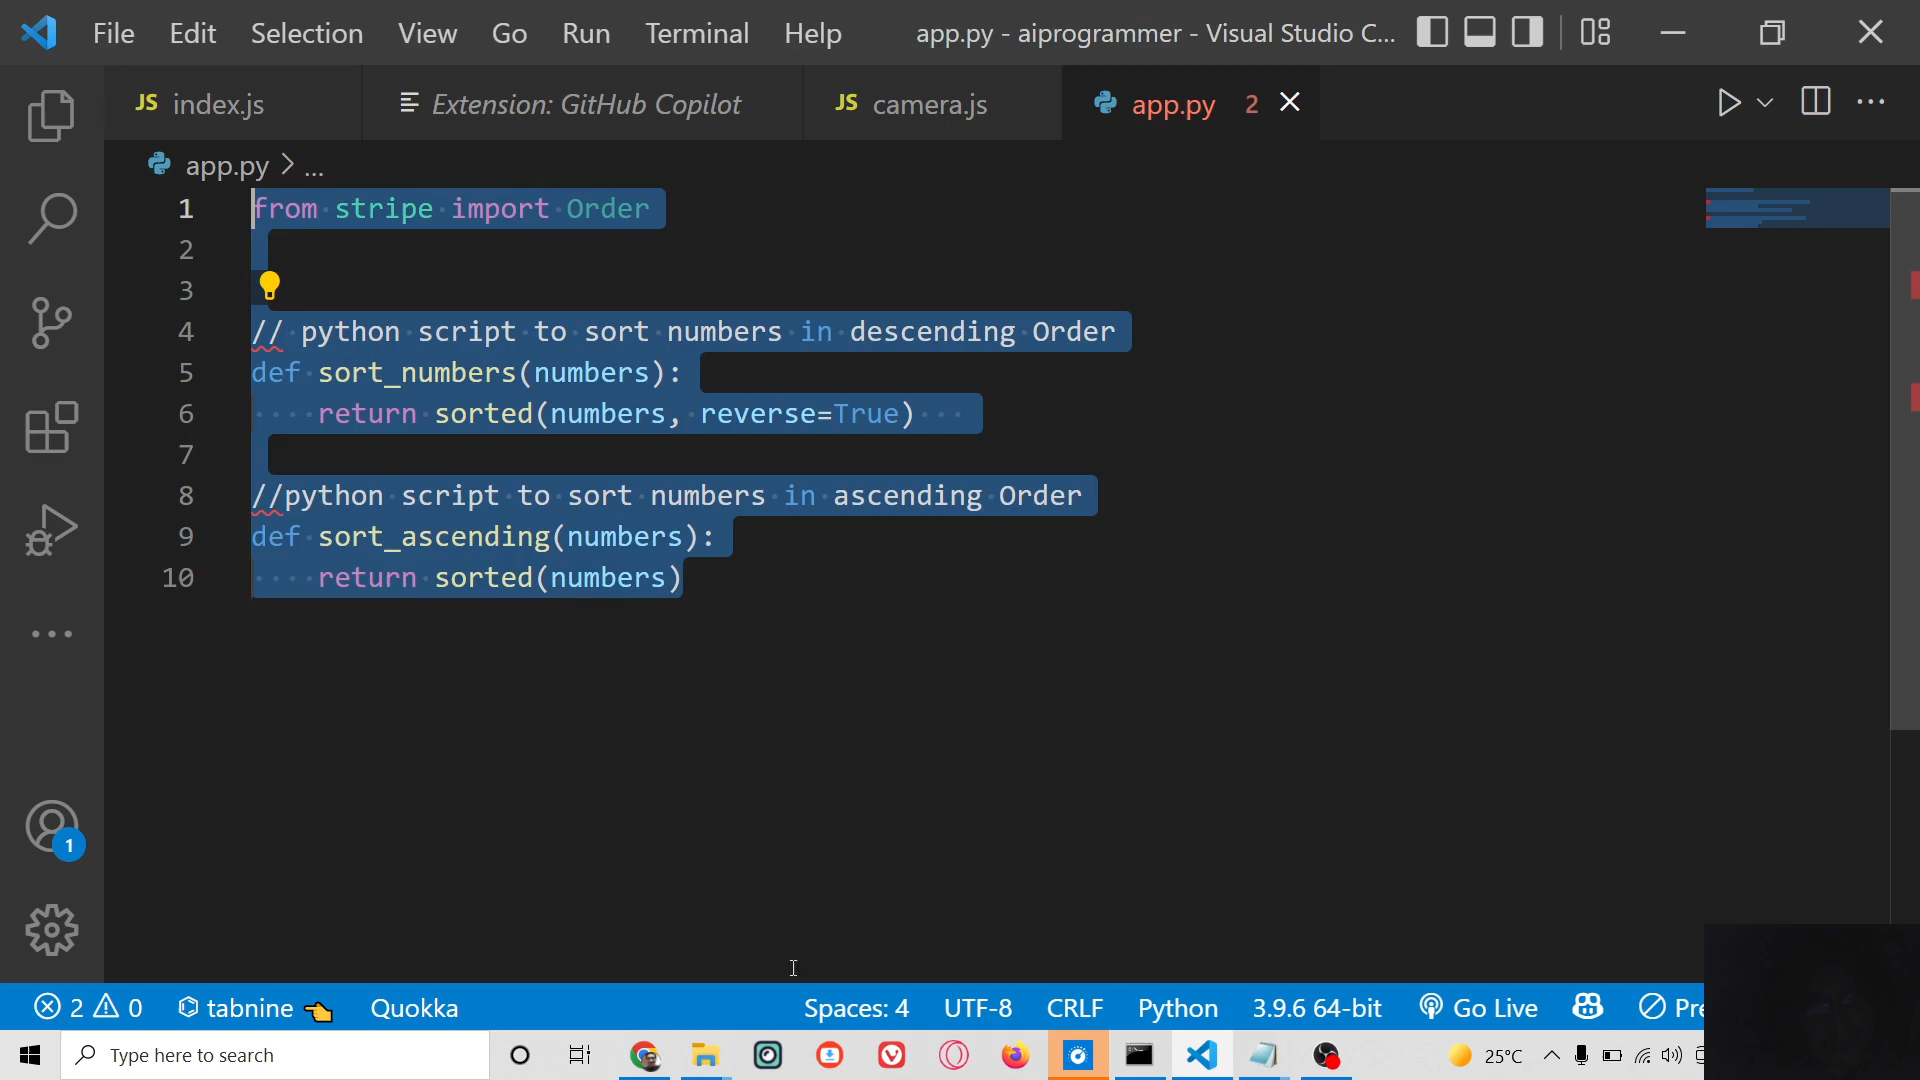 File Edit Selection View Go Run Terminal Help app.py - aiprogrammer - Visual Studio C...
JS index.js Extension: GitHub Copilot JS camera.js app.py 2
app.py > ...
1 from stripe import Order
2
3
4 // python script to sort numbers in descending Order
5 def sort_numbers(numbers):
6 return sorted(numbers, reverse=True)
7
8 //python script to sort numbers in ascending Order
9 def sort_ascending(numbers):
10 return sorted(numbers)
1
2 0 tabnine Quokka Spaces: 4 UTF-8 CRLF Python 3.9.6 64-bit Go Live Pre
Type here to search 25°C